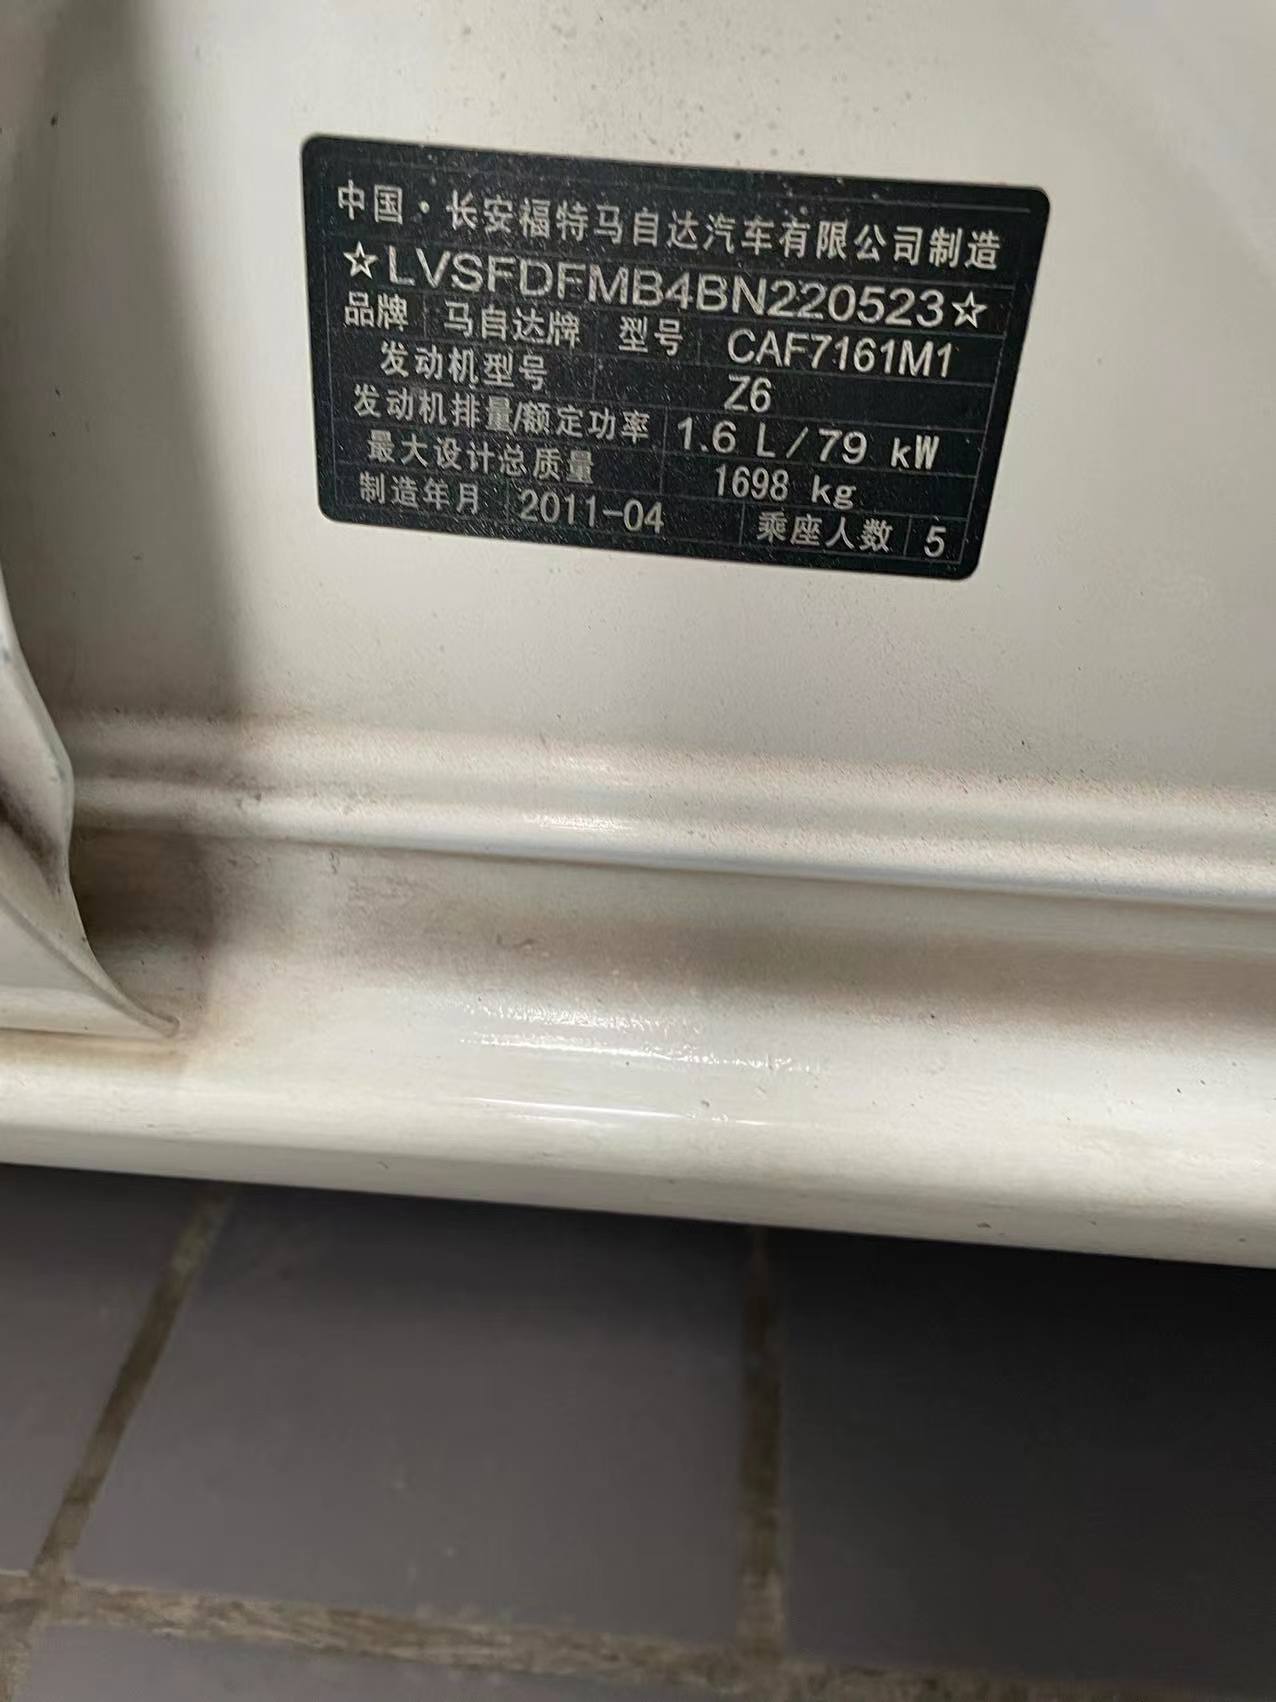 中国·长安福特马自达汽车有限公司制造
☆LVSFDFMB4BN220523☆
品牌 马自达牌 型号 CAF7161M1
发动机型号 Z6
发动机排量/额定功率 1.6 L/79 kW
最大设计总质量 1698 kg
制造年月 2011-04 乘座人数 5